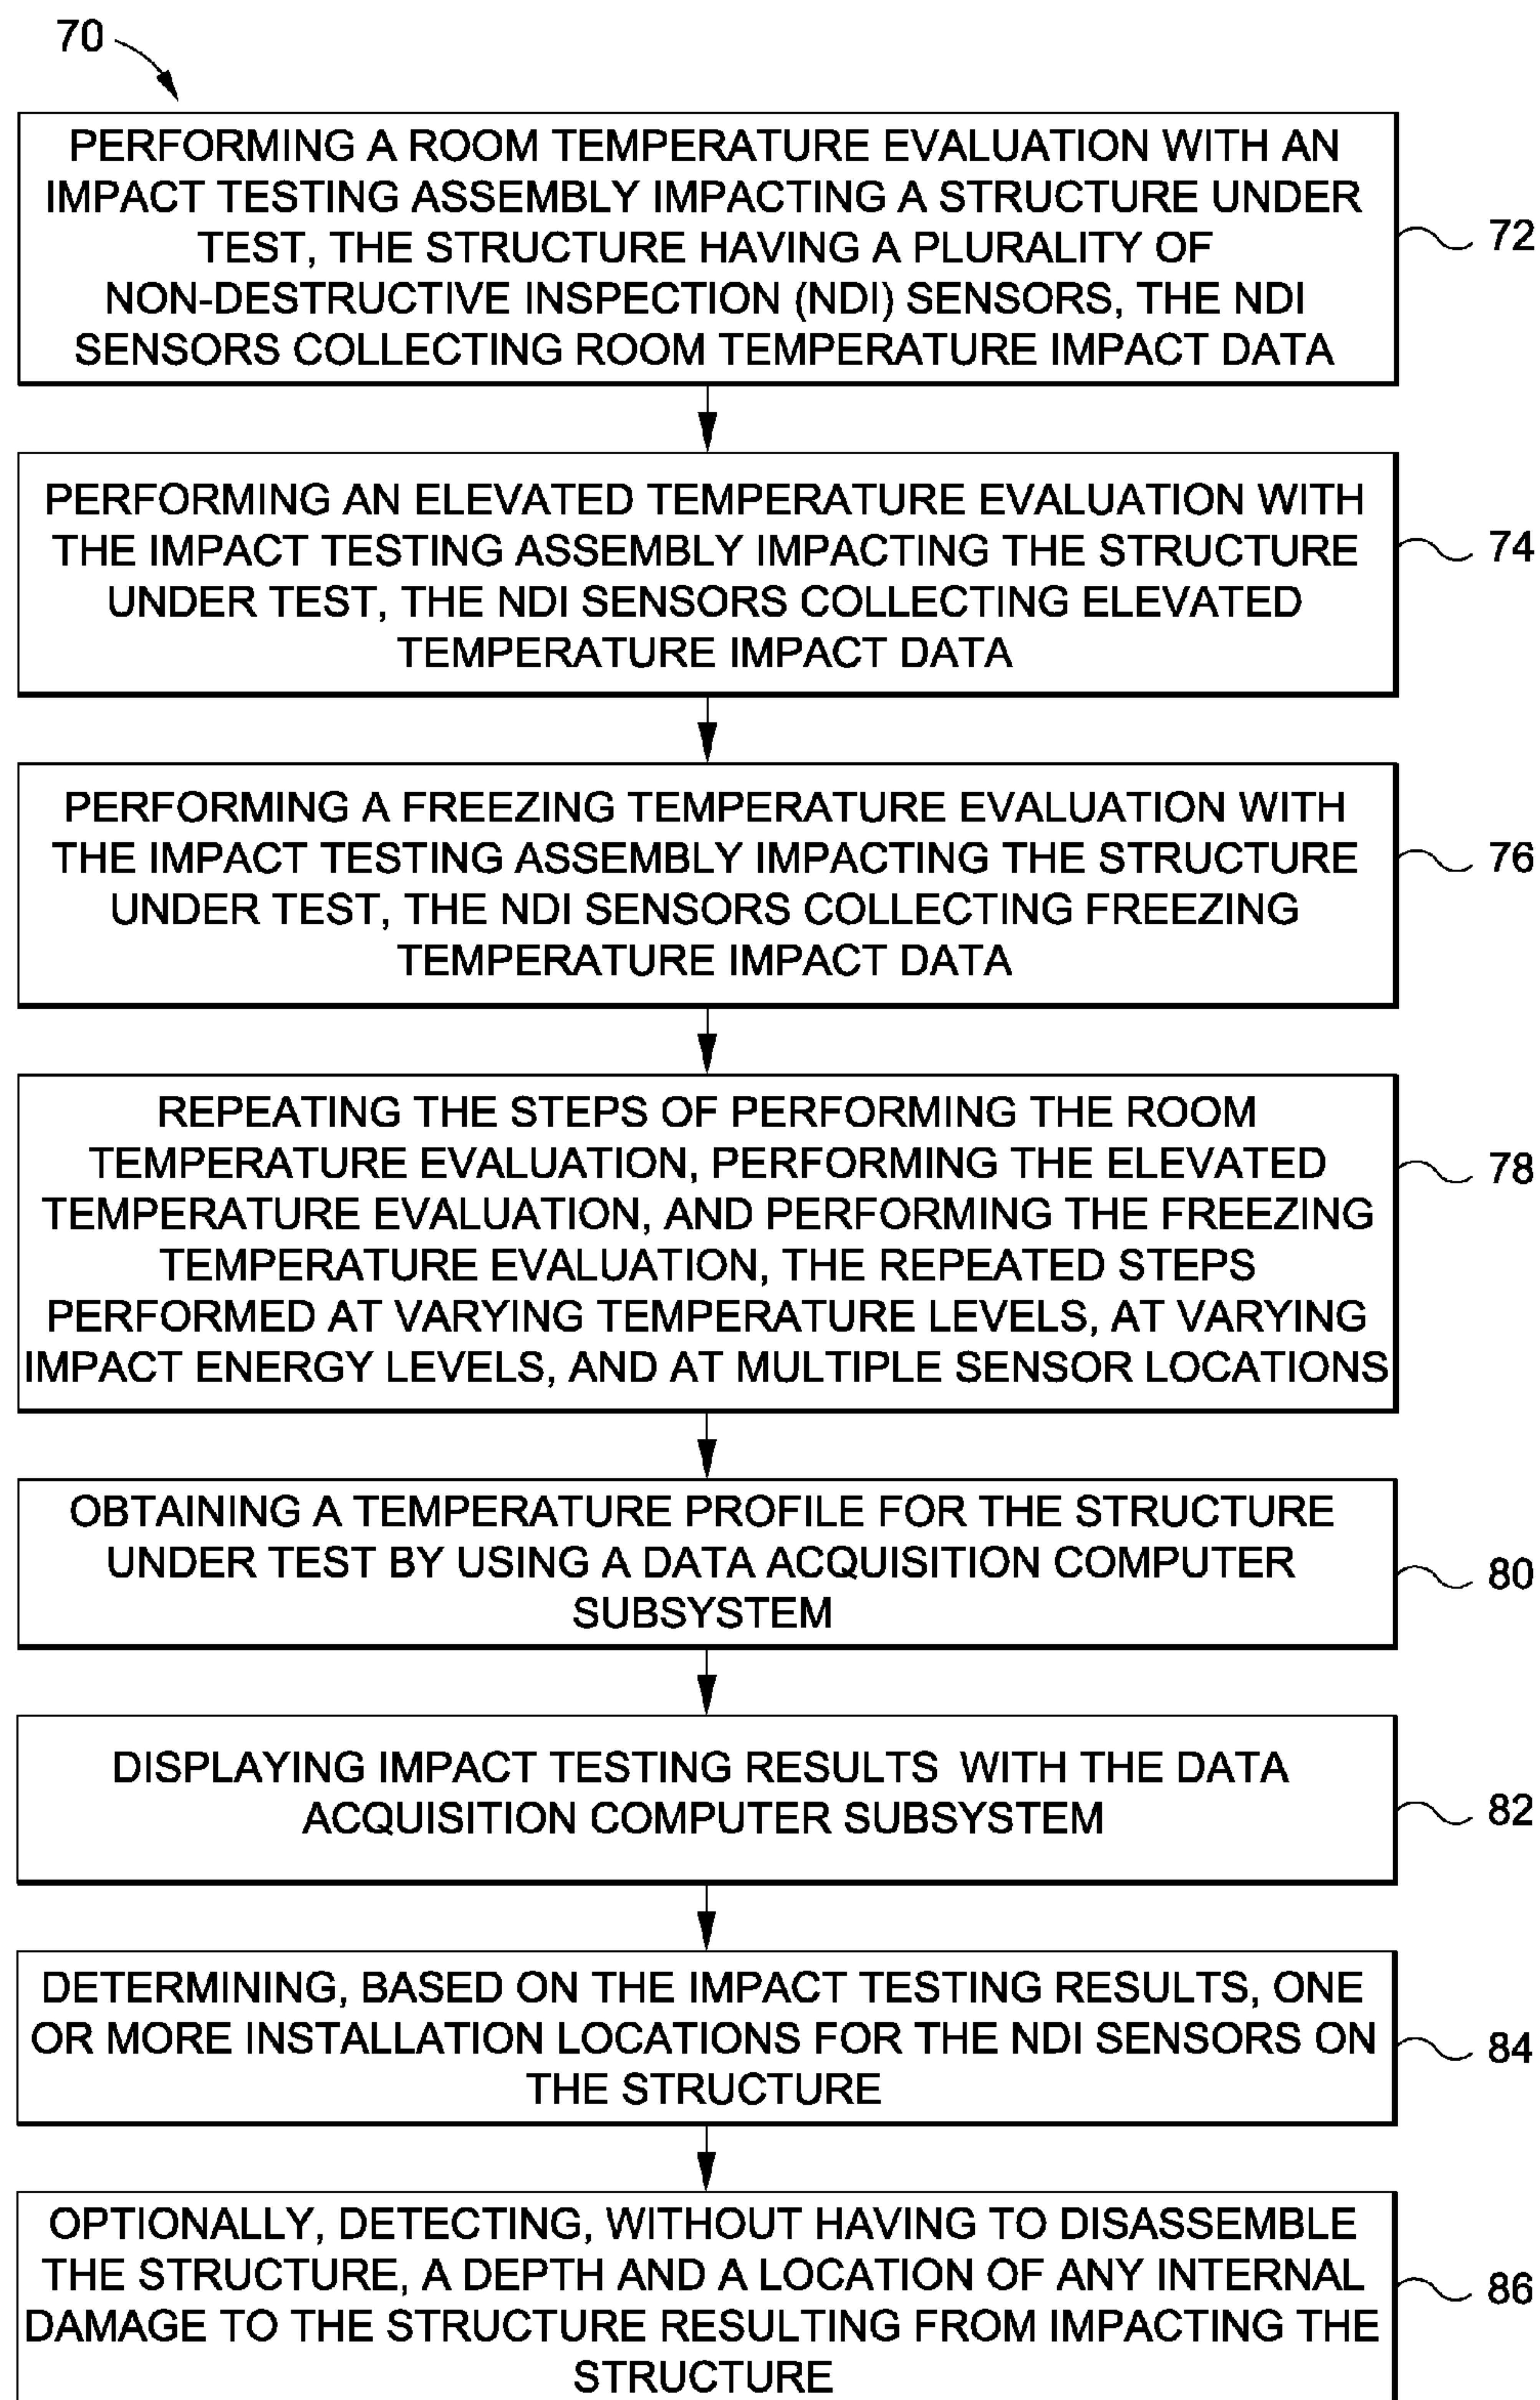 70
PERFORMING A ROOM TEMPERATURE EVALUATION WITH AN
IMPACT TESTING ASSEMBLY IMPACTING A STRUCTURE UNDER
TEST, THE STRUCTURE HAVING A PLURALITY OF
NON-DESTRUCTIVE INSPECTION (NDI) SENSORS, THE NDI
SENSORS COLLECTING ROOM TEMPERATURE IMPACT DATA
72
PERFORMING AN ELEVATED TEMPERATURE EVALUATION WITH
THE IMPACT TESTING ASSEMBLY IMPACTING THE STRUCTURE
UNDER TEST, THE NDI SENSORS COLLECTING ELEVATED
TEMPERATURE IMPACT DATA
74
PERFORMING A FREEZING TEMPERATURE EVALUATION WITH
THE IMPACT TESTING ASSEMBLY IMPACTING THE STRUCTURE
UNDER TEST, THE NDI SENSORS COLLECTING FREEZING
TEMPERATURE IMPACT DATA
76
REPEATING THE STEPS OF PERFORMING THE ROOM
TEMPERATURE EVALUATION, PERFORMING THE ELEVATED
TEMPERATURE EVALUATION, AND PERFORMING THE FREEZING
TEMPERATURE EVALUATION, THE REPEATED STEPS
PERFORMED AT VARYING TEMPERATURE LEVELS, AT VARYING
IMPACT ENERGY LEVELS, AND AT MULTIPLE SENSOR LOCATIONS
78
OBTAINING A TEMPERATURE PROFILE FOR THE STRUCTURE
UNDER TEST BY USING A DATA ACQUISITION COMPUTER
SUBSYSTEM
80
DISPLAYING IMPACT TESTING RESULTS WITH THE DATA
ACQUISITION COMPUTER SUBSYSTEM
82
DETERMINING, BASED ON THE IMPACT TESTING RESULTS, ONE
OR MORE INSTALLATION LOCATIONS FOR THE NDI SENSORS ON
THE STRUCTURE
84
OPTIONALLY, DETECTING, WITHOUT HAVING TO DISASSEMBLE
THE STRUCTURE, A DEPTH AND A LOCATION OF ANY INTERNAL
DAMAGE TO THE STRUCTURE RESULTING FROM IMPACTING THE
STRUCTURE
86